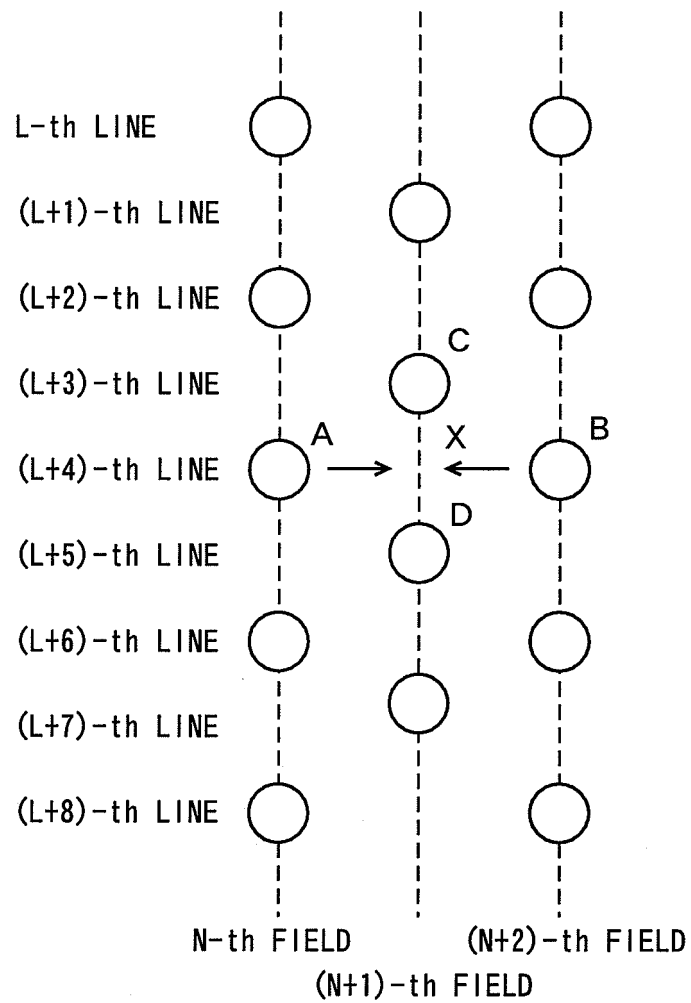 L-th LINE
(L+1)-th LINE
(L+2)-th LINE
C
(L+3)-th LINE
A X B
(L+4)-th LINE
D
(L+5)-th LINE
(L+6)-th LINE
(L+7)-th LINE
(L+8)-th LINE
N-th FIELD (N+2)-th FIELD
(N+1)-th FIELD